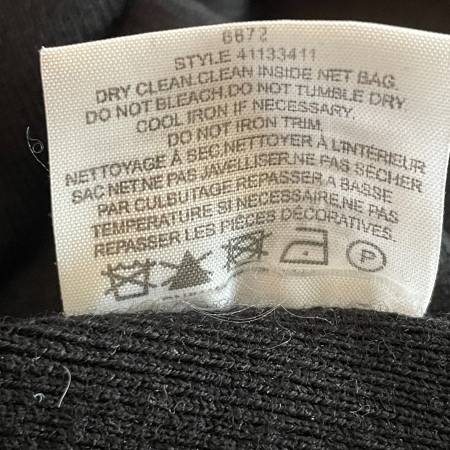 6672
STYLE 41133411
DRY CLEAN.CLEAN INSIDE NET BAG.
DO NOT BLEACH.DO NOT TUMBLE DRY
COOL IRON IF NECESSARY.
DO NOT IRON TRIM.
NETTOYAGE À SEC.NETTOYER À L'INTÉRIEUR
SAC NET.NE PAS JAVELLISER.NE PAS SÉCHER
PAR CULBUTAGE.REPASSER A BASSE
TEMPERATURE SI NÉCESSAIRE.NE PAS
REPASSER LES PIÈCES DÉCORATIVES.
P